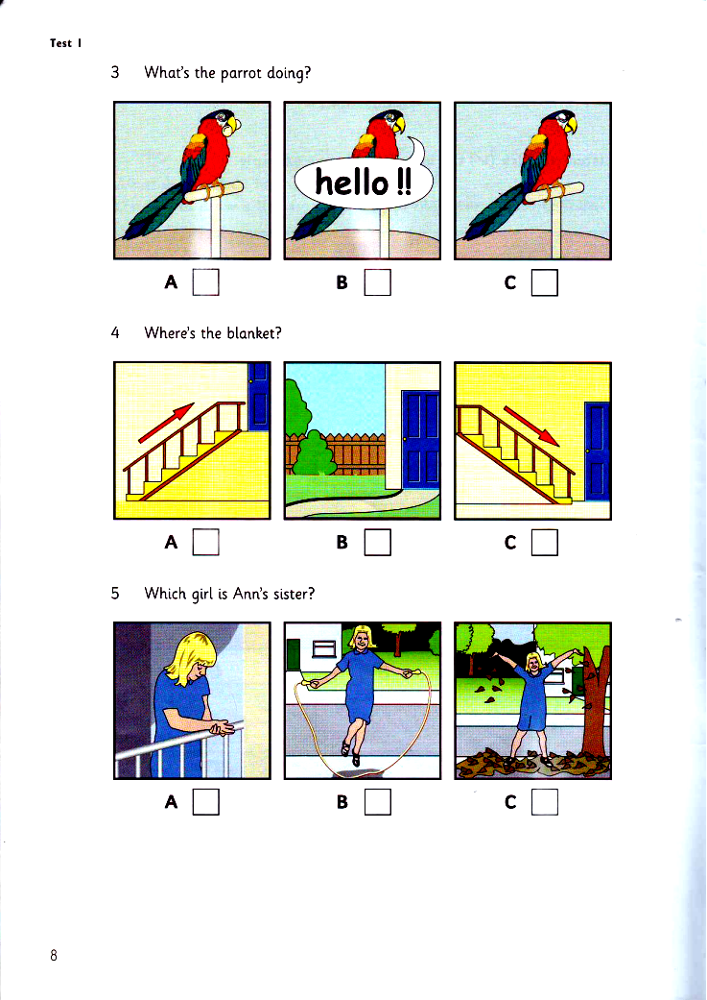 Test 1
3 What's the parrot doing?
hello !!
A B C
4 Where's the blanket?
A B C
5 Which girl is Ann's sister?
A B C
8